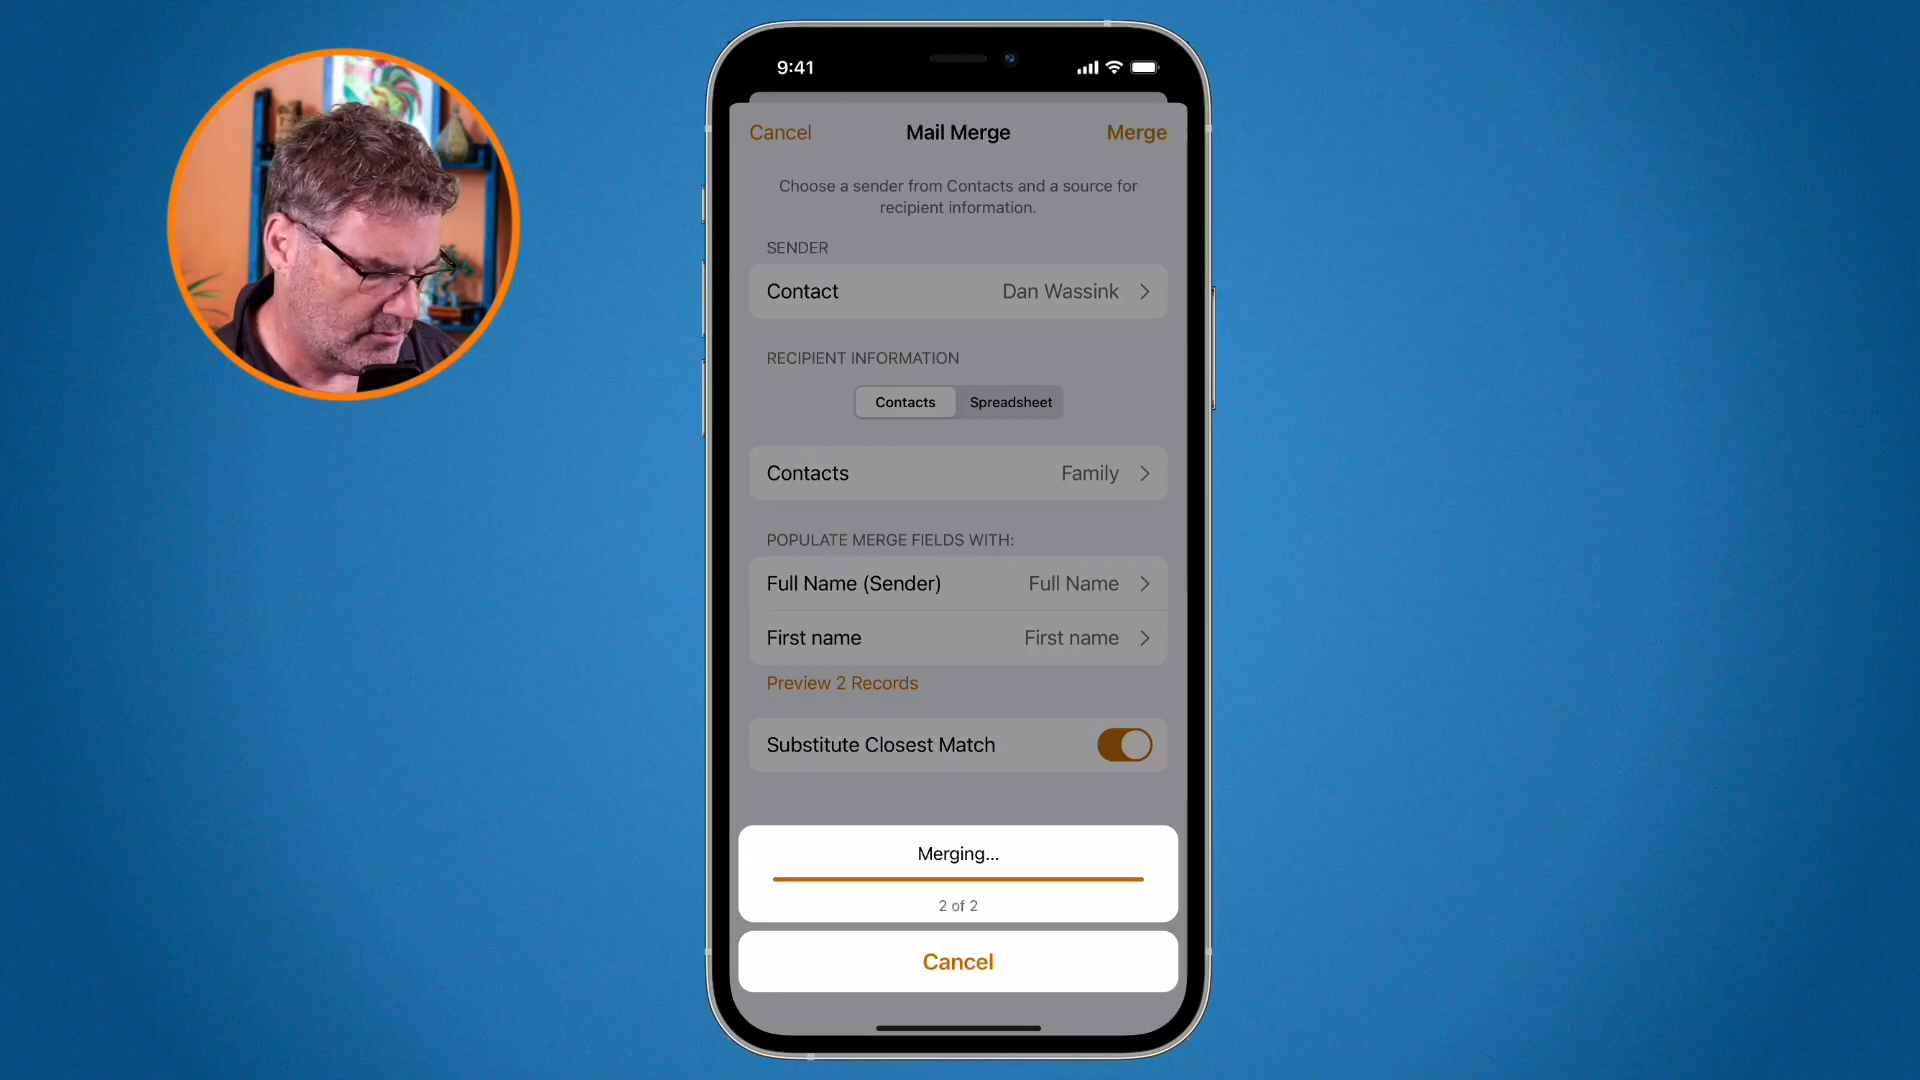 9:41
Cancel
Mail Merge
Merge
Choose a sender from Contacts and a source for
recipient information.
SENDER
Contact
Dan Wassink
RECIPIENT INFORMATION
Contacts
Spreadsheet
Contacts
Family
POPULATE MERGE FIELDS WITH:
Full Name (Sender)
Full Name
First name
First name
Preview 2 Records
Substitute Closest Match
Merging...
2 of 2
Cancel